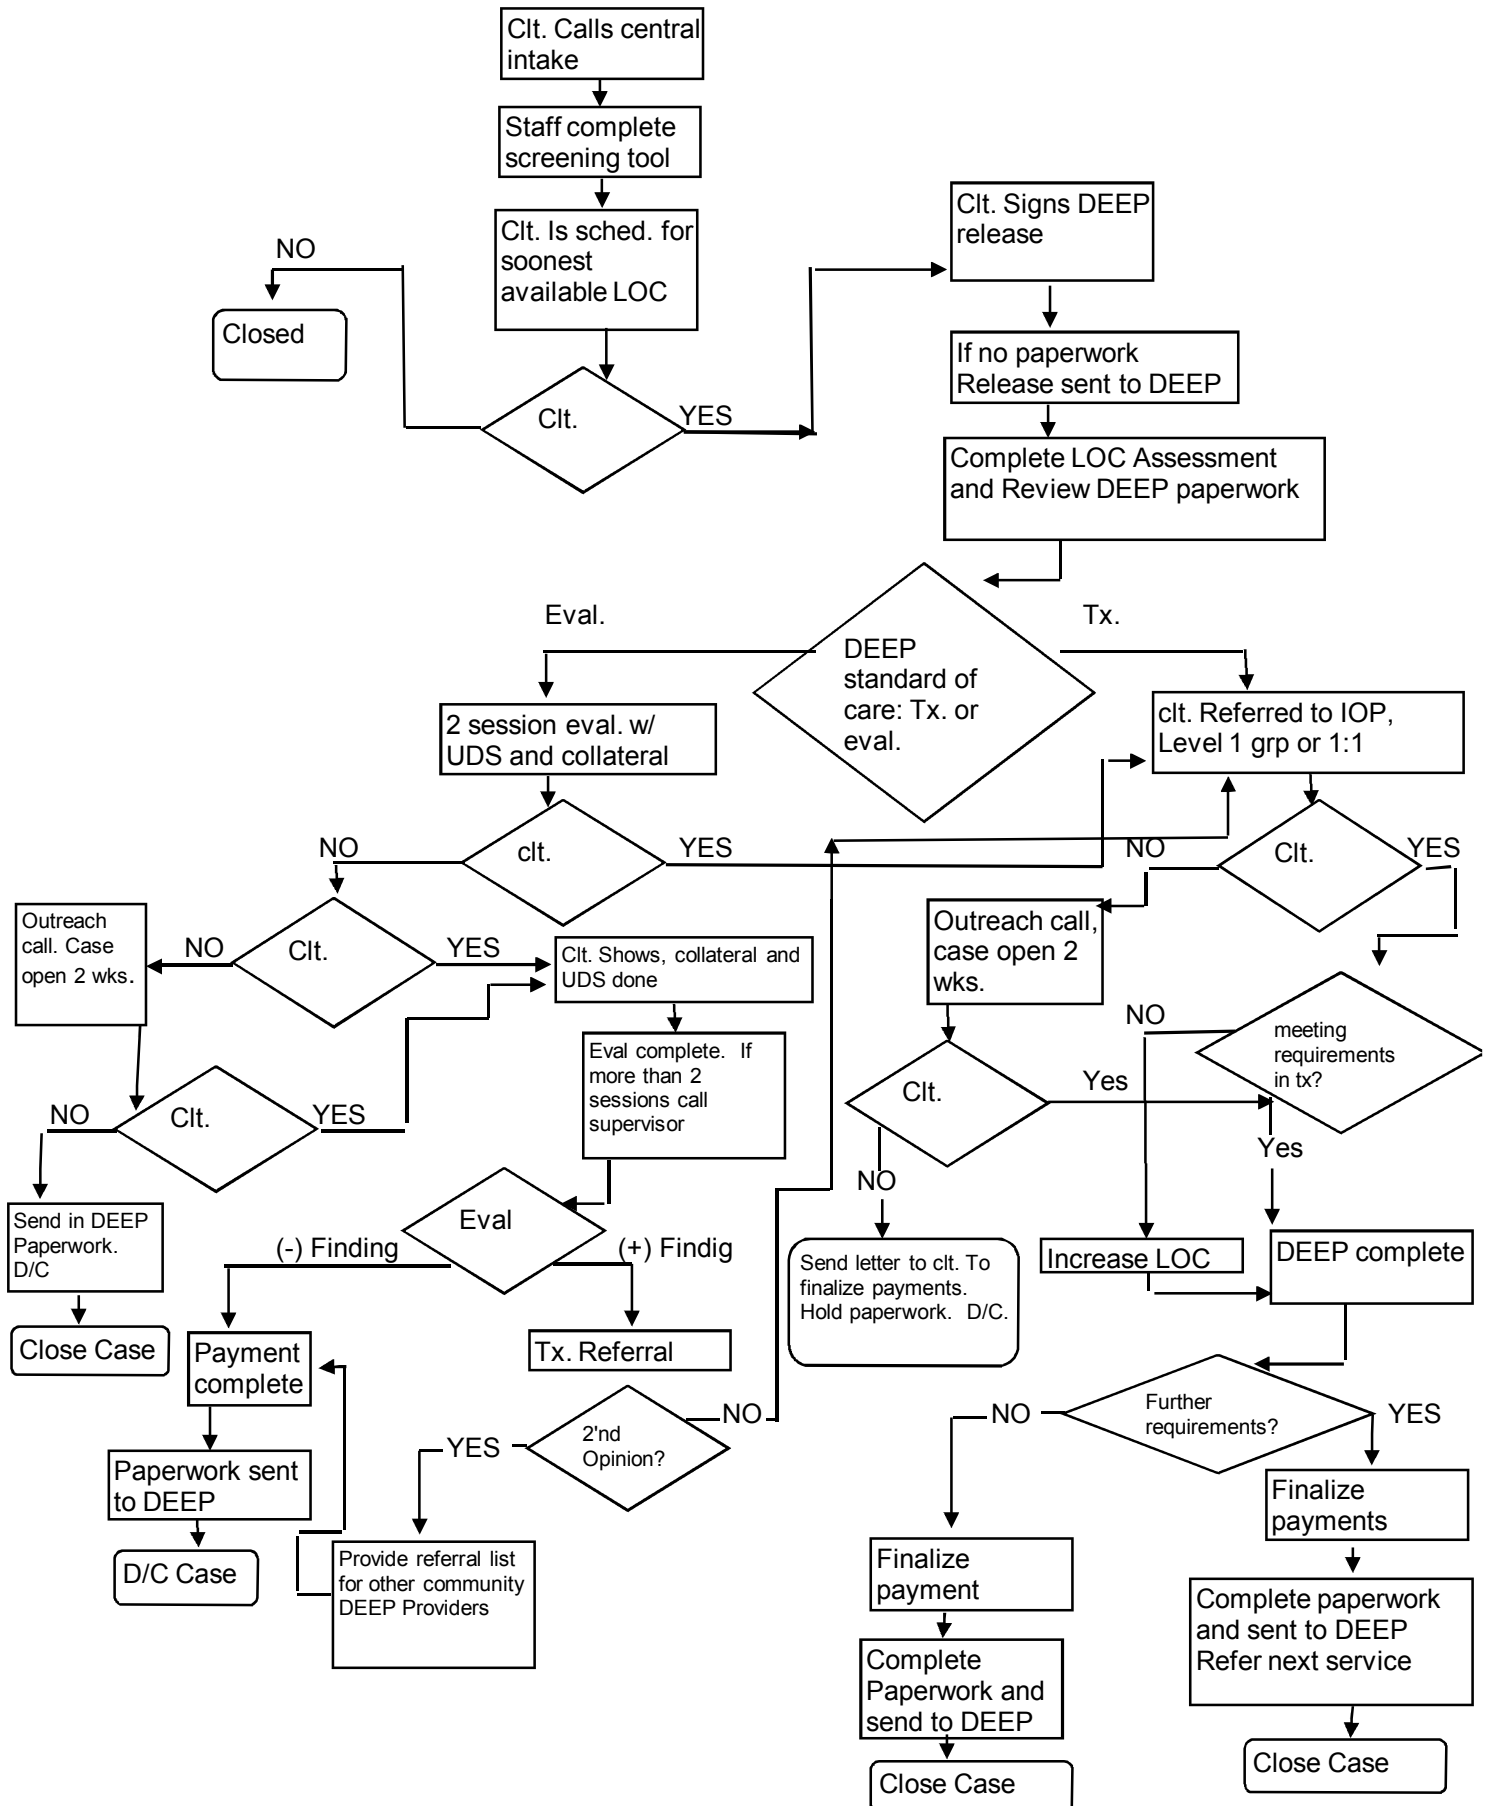 Clt. Calls central
intake
Staff complete
screening tool
Clt. Is sched. for
soonest
available LOC
NO
Closed
Clt.
YES
Clt. Signs DEEP
release
If no paperwork
Release sent to DEEP
Complete LOC Assessment
and Review DEEP paperwork
Eval.
Tx.
DEEP
standard of
care: Tx. or
eval.
2 session eval. w/
UDS and collateral
clt. Referred to IOP,
Level 1 grp or 1:1
NO
clt.
YES
NO
Clt.
YES
Outreach
call. Case
open 2 wks.
NO
Clt.
YES
Clt. Shows, collateral and
UDS done
Outreach call,
case open 2
wks.
NO
meeting
requirements
in tx?
Eval complete. If
more than 2
sessions call
supervisor
NO
Clt.
YES
Clt.
Yes
Yes
NO
Send in DEEP
Paperwork.
D/C
Close Case
Eval
(-) Finding
(+) Findig
Send letter to clt. To
finalize payments.
Hold paperwork. D/C.
Increase LOC
DEEP complete
Payment
complete
Tx. Referral
Paperwork sent
to DEEP
D/C Case
YES
2'nd
Opinion?
NO
Provide referral list
for other community
DEEP Providers
NO
Further
requirements?
YES
Finalize
payment
Complete
Paperwork and
send to DEEP
Close Case
Finalize
payments
Complete paperwork
and sent to DEEP
Refer next service
Close Case